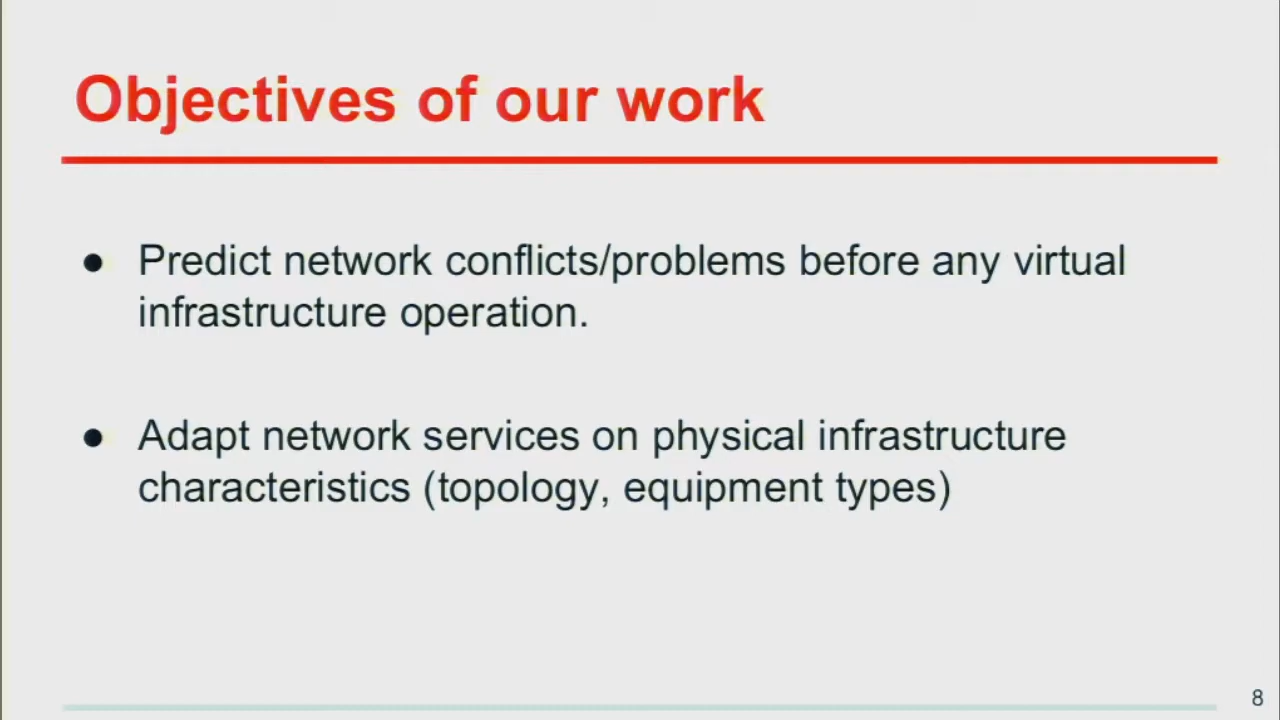 Objectives of our work
● Predict network conflicts/problems before any virtual
infrastructure operation.
● Adapt network services on physical infrastructure
characteristics (topology, equipment types)
8